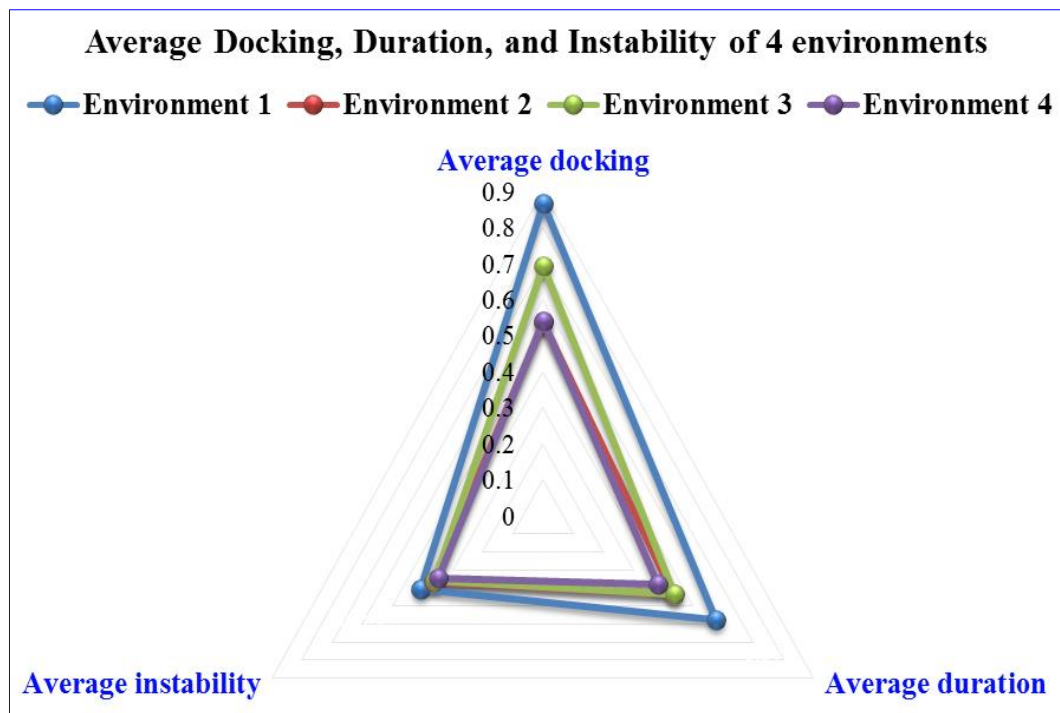 Average Docking, Duration, and Instability of 4 environments
Environment 1 Environment 2 Environment 3 Environment 4
Average docking
0.9
0.8
0.7
0.6
0.5
0.4
0.3
0.2
0.1
0
Average instability Average duration